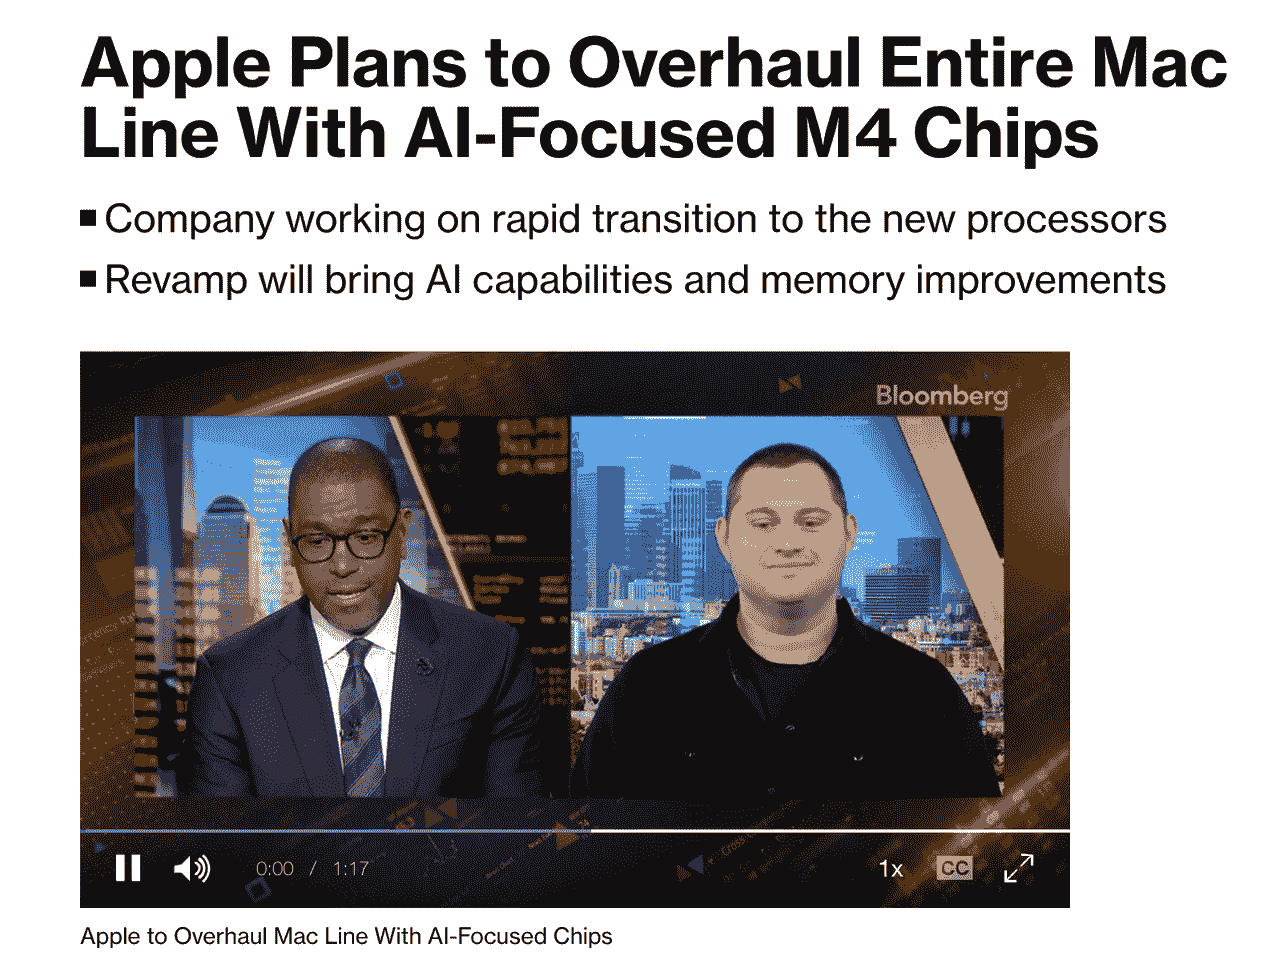 Apple Plans to Overhaul Entire Mac
Line With AI-Focused M4 Chips
Company working on rapid transition to the new processors
Revamp will bring AI capabilities and memory improvements
Bloomberg
0:00 / 1:17
1x
CC
Apple to Overhaul Mac Line With AI-Focused Chips